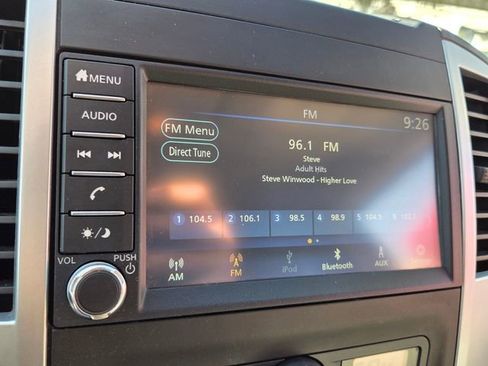 MENU
AUDIO
VOL
PUSH
FM
9:26
FM Menu
Direct Tune
96.1 FM
Steve
Adult Hits
Steve Winwood - Higher Love
1 104.5 2 106.1 3 98.5 4 98.9 5 6
AM FM iPod Bluetooth AUX